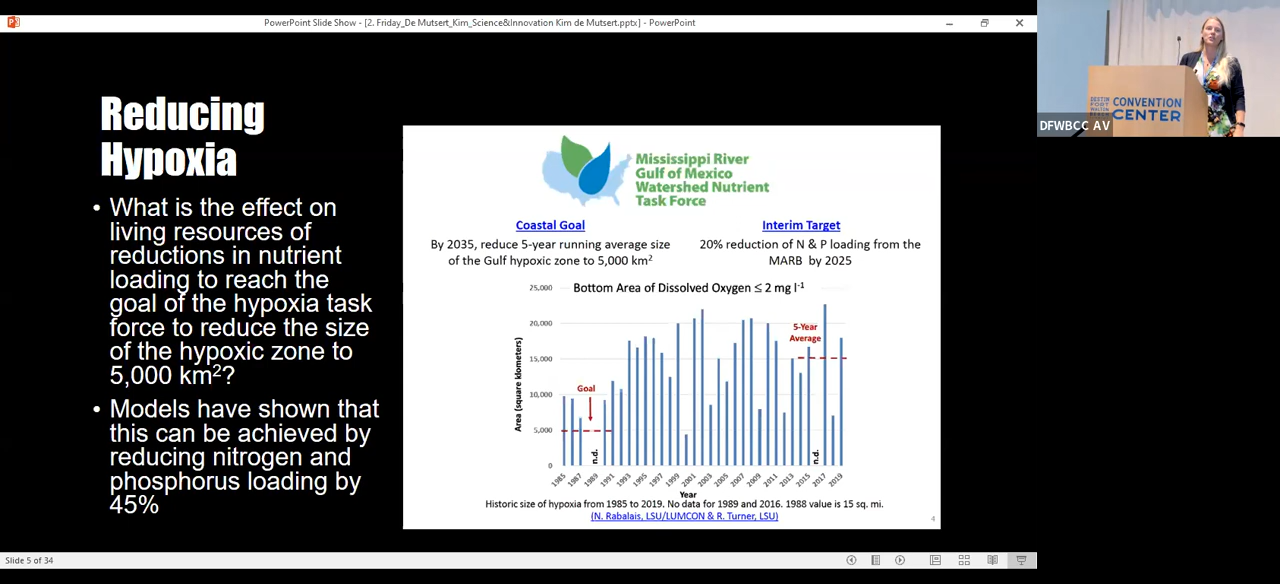 PowerPoint Slide Show - [2. Friday_De Mutsert_Kim_Science&Innovation Kim de Mutsert.pptx] - PowerPoint
Reducing
Hypoxia
• What is the effect on
living resources of
reductions in nutrient
loading to reach the
goal of the hypoxia task
force to reduce the size
of the hypoxic zone to
5,000 km²?
• Models have shown that
this can be achieved by
reducing nitrogen and
phosphorus loading by
45%
Mississippi River
Gulf of Mexico
Watershed Nutrient
Task Force
Coastal Goal
By 2035, reduce 5-year running average size
of the Gulf hypoxic zone to 5,000 km²
Interim Target
20% reduction of N & P loading from the
MARB by 2025
Bottom Area of Dissolved Oxygen ≤ 2 mg l⁻¹
Area (square kilometers)
25,000
20,000
15,000
10,000
5,000
0
Goal
5-Year
Average
n.d.
n.d.
1985
1987
1989
1991
1993
1995
1997
1999
2001
2003
2005
2007
2009
2011
2013
2015
2017
2019
Year
Historic size of hypoxia from 1985 to 2019. No data for 1989 and 2016. 1988 value is 15 sq. mi.
(N. Rabalais, LSU/LUMCON & R. Turner, LSU)
4
DESTIN
FORT
WALTON
BEACH
CONVENTION
CENTER
DFWBCC AV
Slide 5 of 34